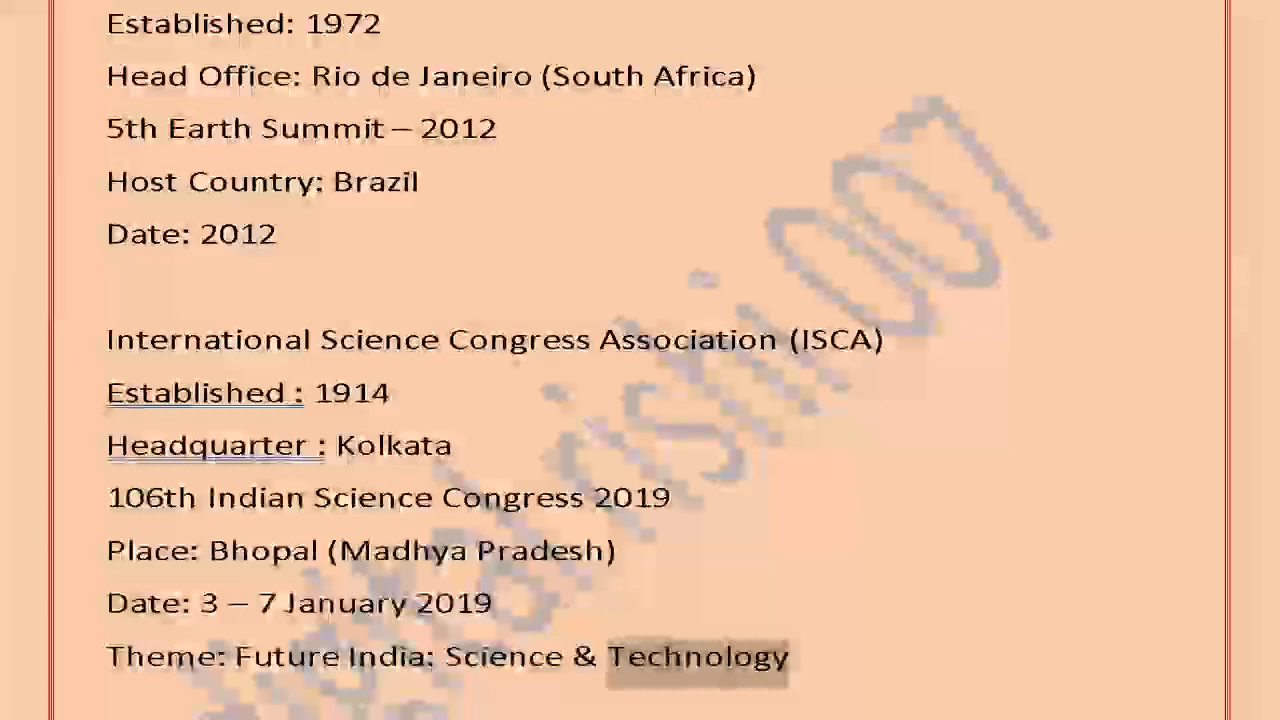 Established: 1972
Head Office: Rio de Janeiro (South Africa)
5th Earth Summit – 2012
Host Country: Brazil
Date: 2012
International Science Congress Association (ISCA)
Established : 1914
Headquarter : Kolkata
106th Indian Science Congress 2019
Place: Bhopal (Madhya Pradesh)
Date: 3 – 7 January 2019
Theme: Future India: Science & Technology